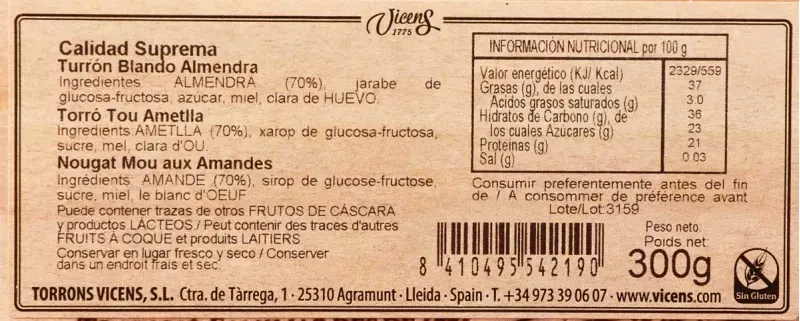 Vicens
1775
Calidad Suprema
Turrón Blando Almendra
Ingredientes: ALMENDRA (70%), jarabe de
glucosa-fructosa, azúcar, miel, clara de HUEVO.
Torró Tou Ametlla
Ingredients:AMETLLA (70%), xarop de glucosa-fructosa,
sucre, mel, clara d'OU.
Nougat Mou aux Amandes
Ingrédients: AMANDE (70%), sirop de glucose-fructose,
sucre, miel, le blanc d'OEUF
Puede contener trazas de otros FRUTOS DE CÁSCARA
y productos LÁCTEOS / Peut contenir des traces d'autres
FRUITS À COQUE et produits LAITIERS
Conservar en lugar fresco y seco / Conserver
dans un endroit frais et sec.
INFORMACIÓN NUTRICIONAL por 100 g
Valor energético (KJ/ Kcal) 2329/559
Grasas (g), de las cuales 37
Ácidos grasos saturados (g) 3.0
Hidratos de Carbono (g), de 36
los cuales Azúcares (g) 23
Proteínas (g) 21
Sal (g) 0.03
Consumir preferentemente antes del fin
de / A consommer de préférence avant
Lote/Lot:3159
8 410495 542190
Peso neto:
Poids net:
300g
Sin Gluten
TORRONS VICENS, S.L. Ctra. de Tàrrega, 1 · 25310 Agramunt · Lleida · Spain · T. +34 973 39 06 07 · www.vicens.com